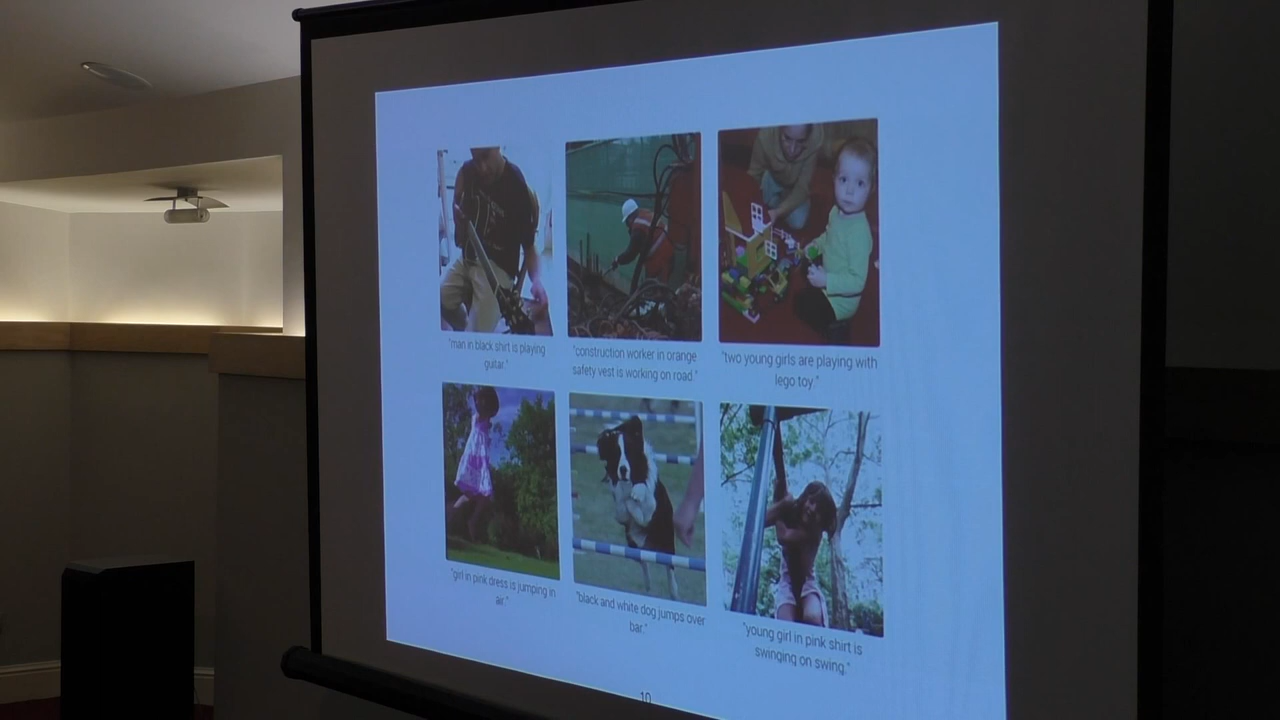 "man in black shirt is playing
guitar."
"construction worker in orange
safety vest is working on road."
"two young girls are playing with
lego toy."
"girl in pink dress is jumping in
air."
"black and white dog jumps over
bar."
"young girl in pink shirt is
swinging on swing."
10